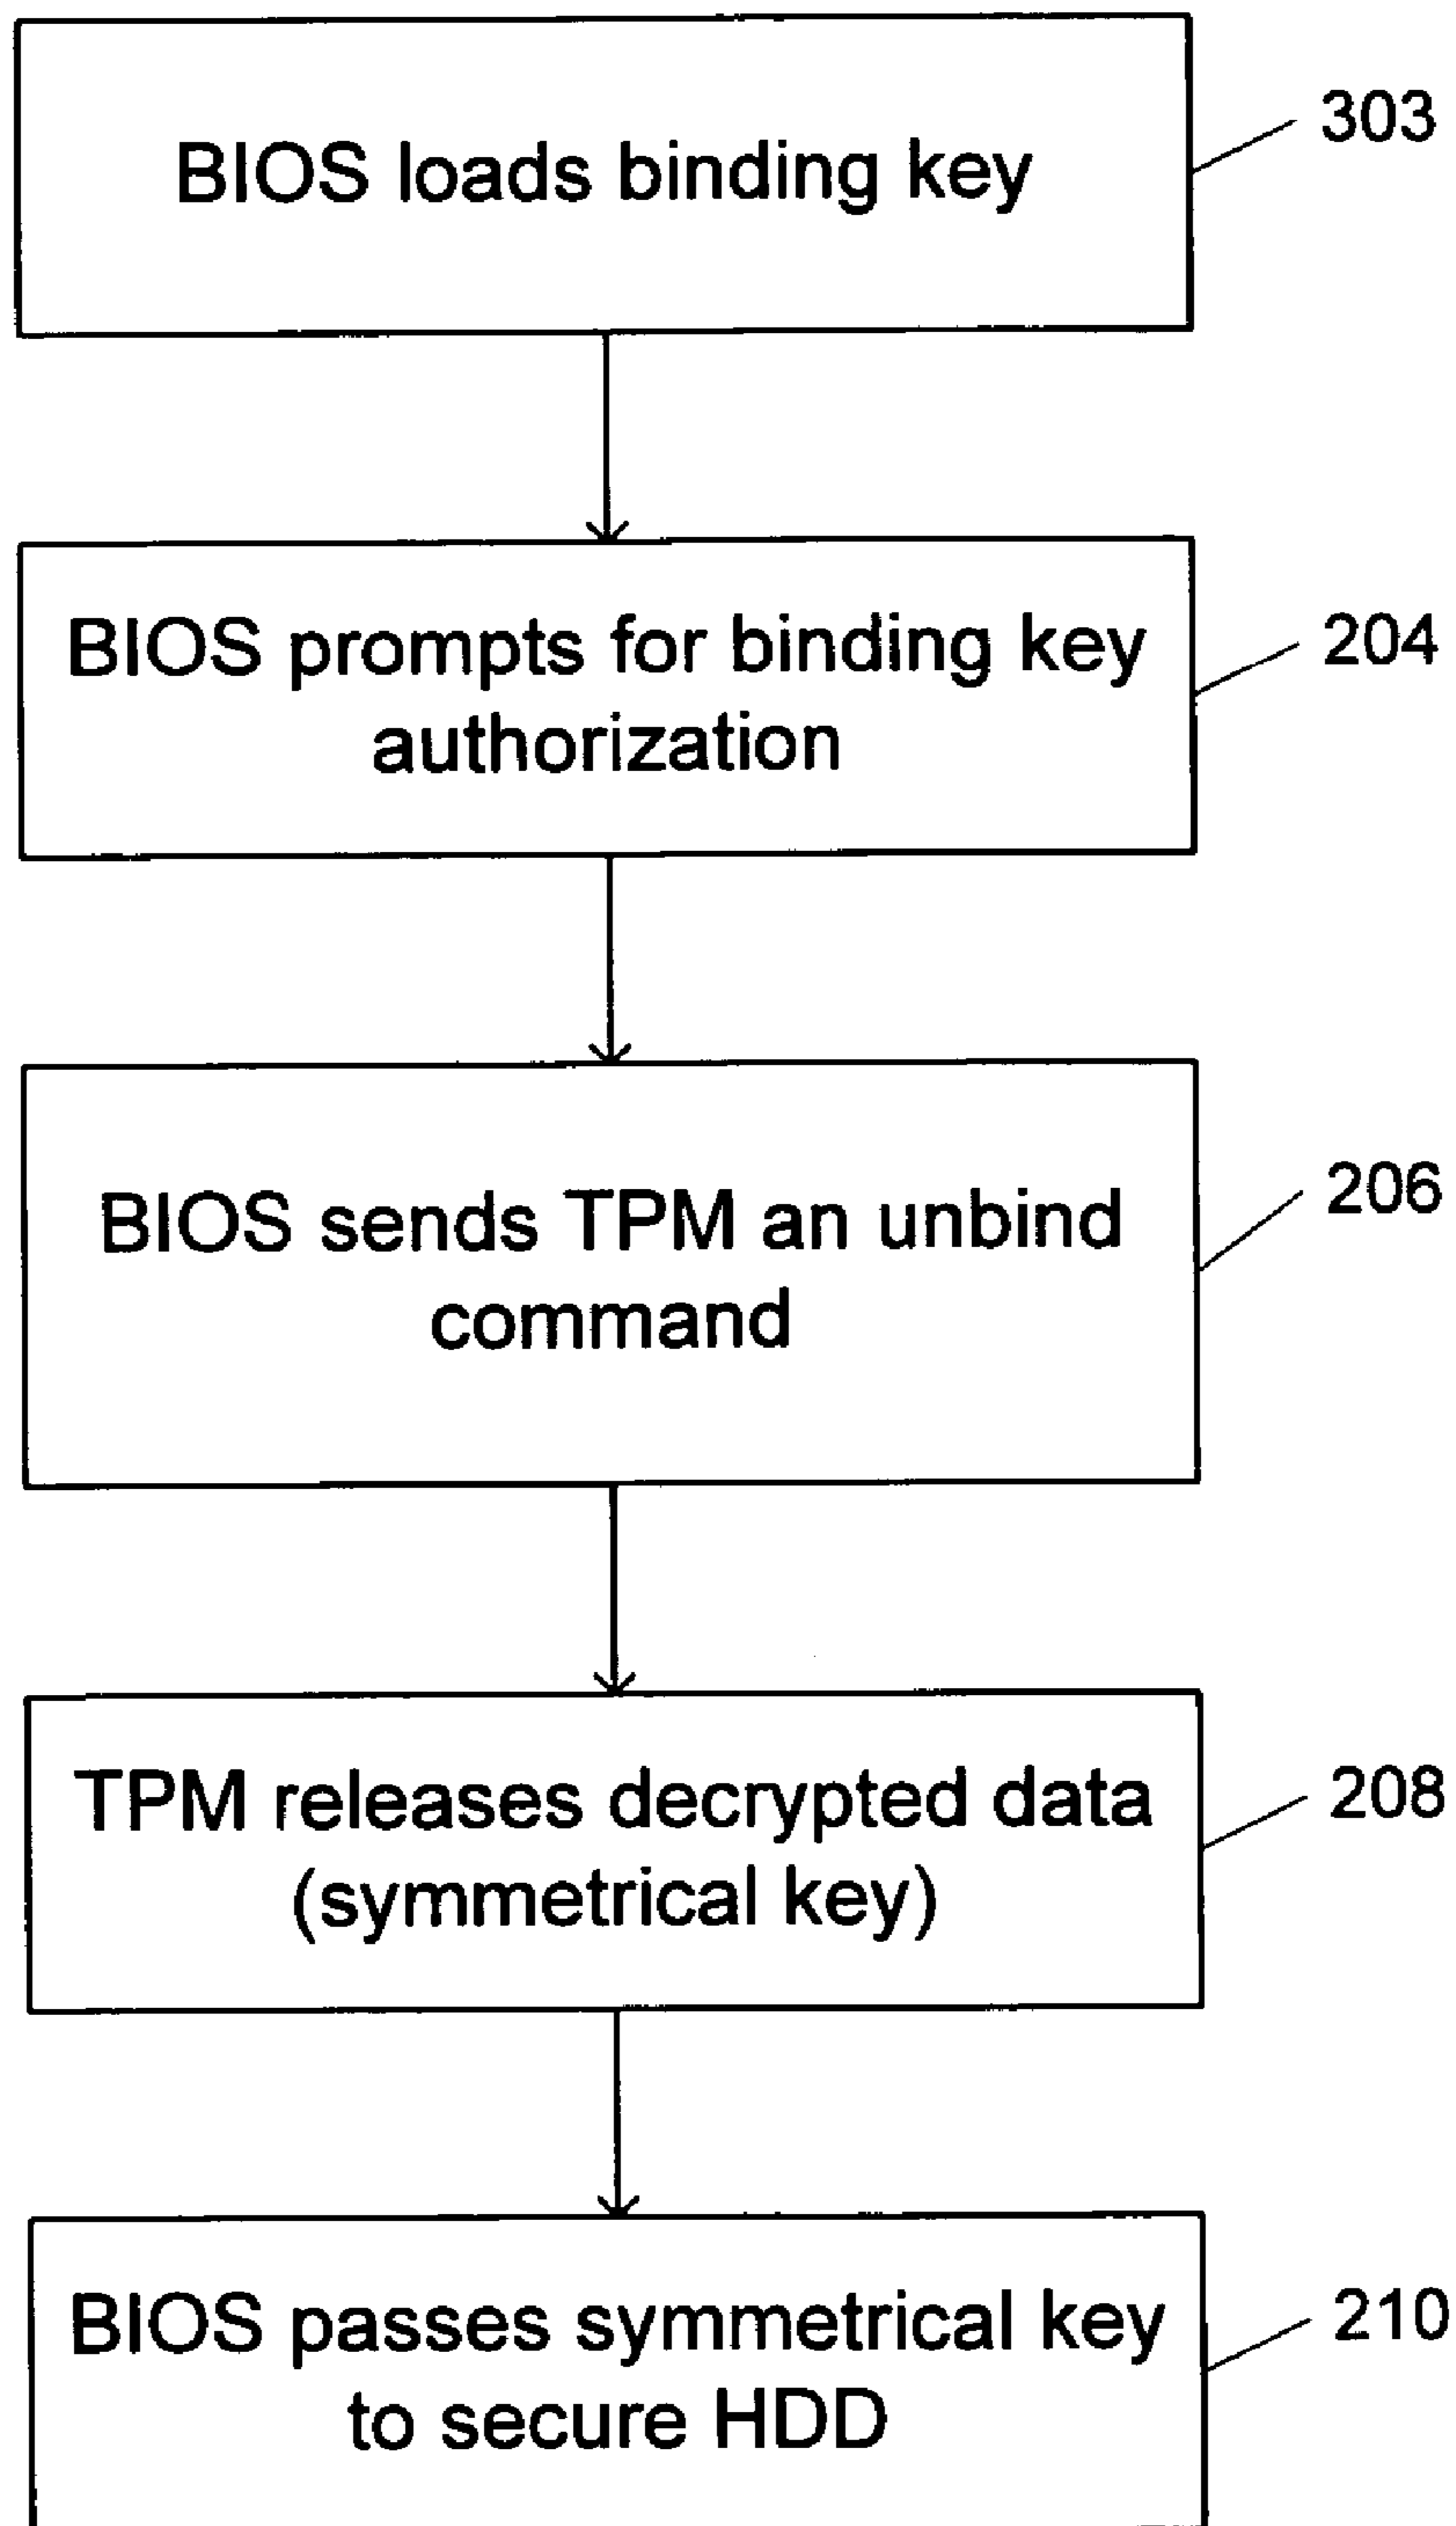 BIOS loads binding key
303
BIOS prompts for binding key
authorization
204
BIOS sends TPM an unbind
command
206
TPM releases decrypted data
(symmetrical key)
208
BIOS passes symmetrical key
to secure HDD
210